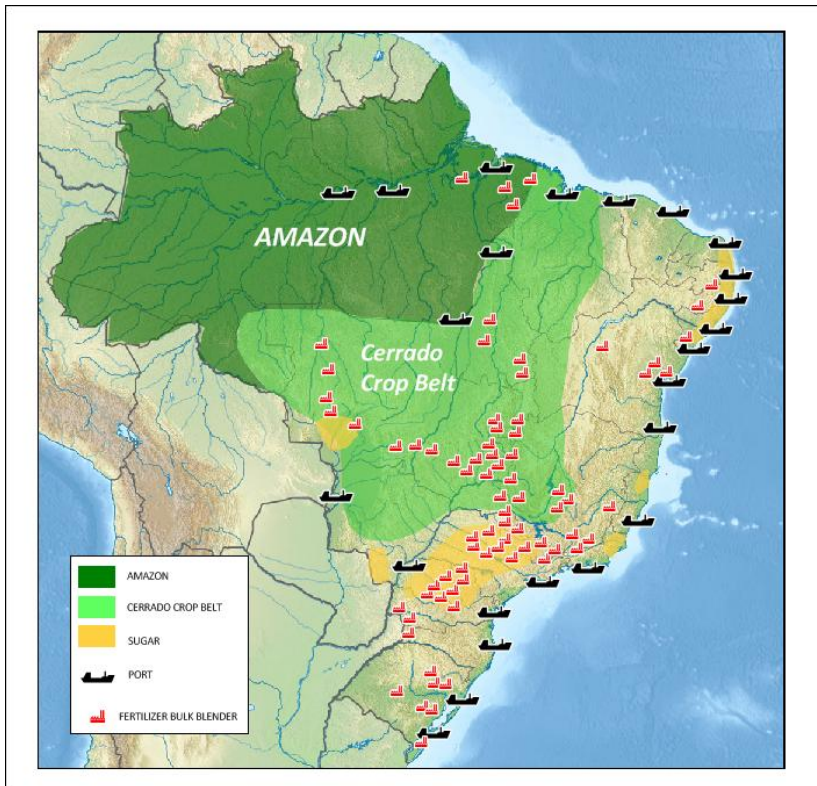 AMAZON
Cerrado
Crop Belt
AMAZON
CERRADO CROP BELT
SUGAR
PORT
FERTILIZER BULK BLENDER